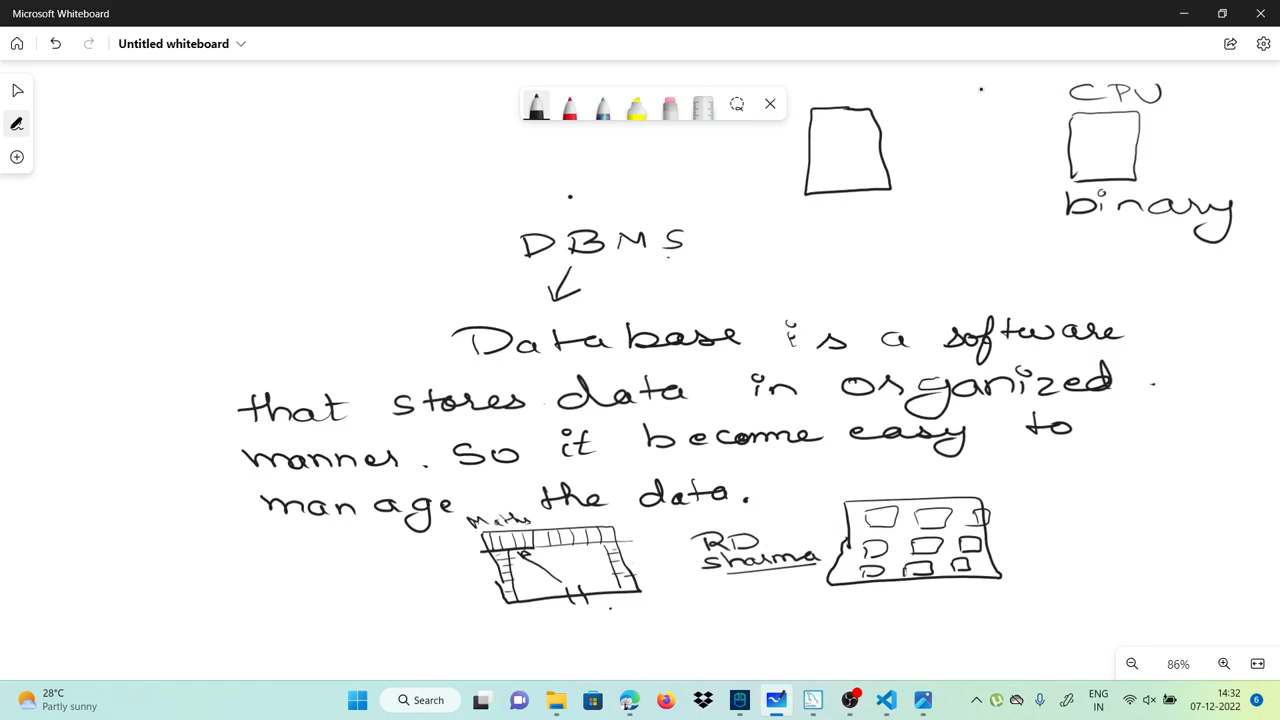 Microsoft Whiteboard
Untitled whiteboard
CPU
binary
DBMS
Database is a software
that stores data in organized
manner. So it become easy to
manage the data.
Maths
RD
sharma
86%
28°C
Partly sunny
Search
ENG
IN
14:32
07-12-2022
6